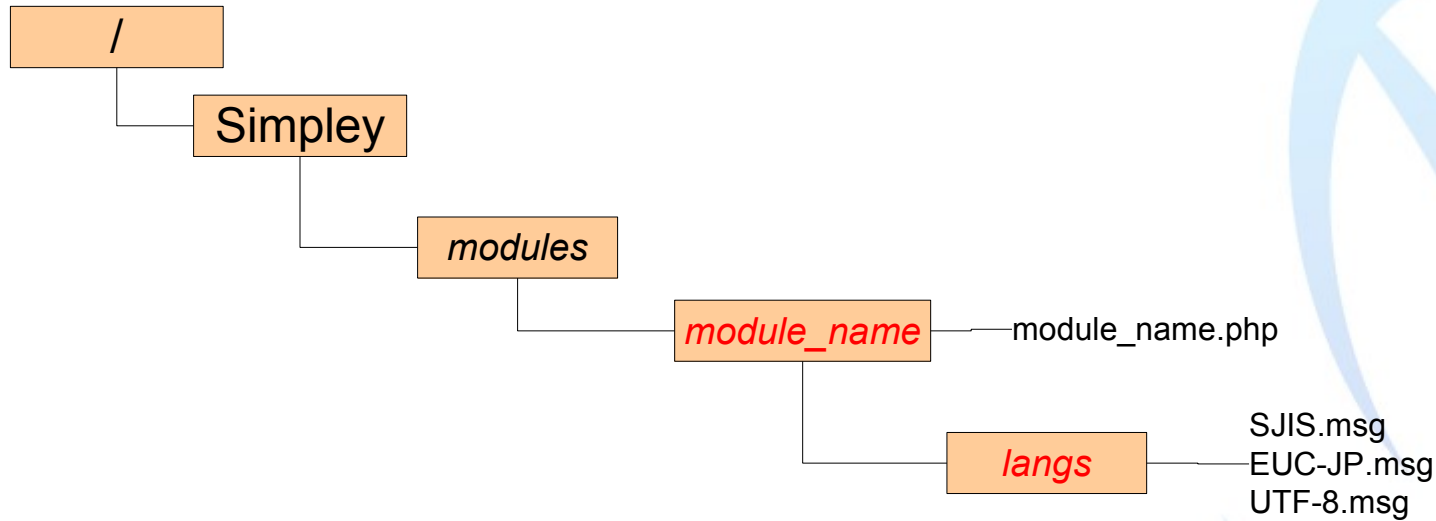 /
Simpley
modules
module_name
module_name.php
langs
SJIS.msg
EUC-JP.msg
UTF-8.msg